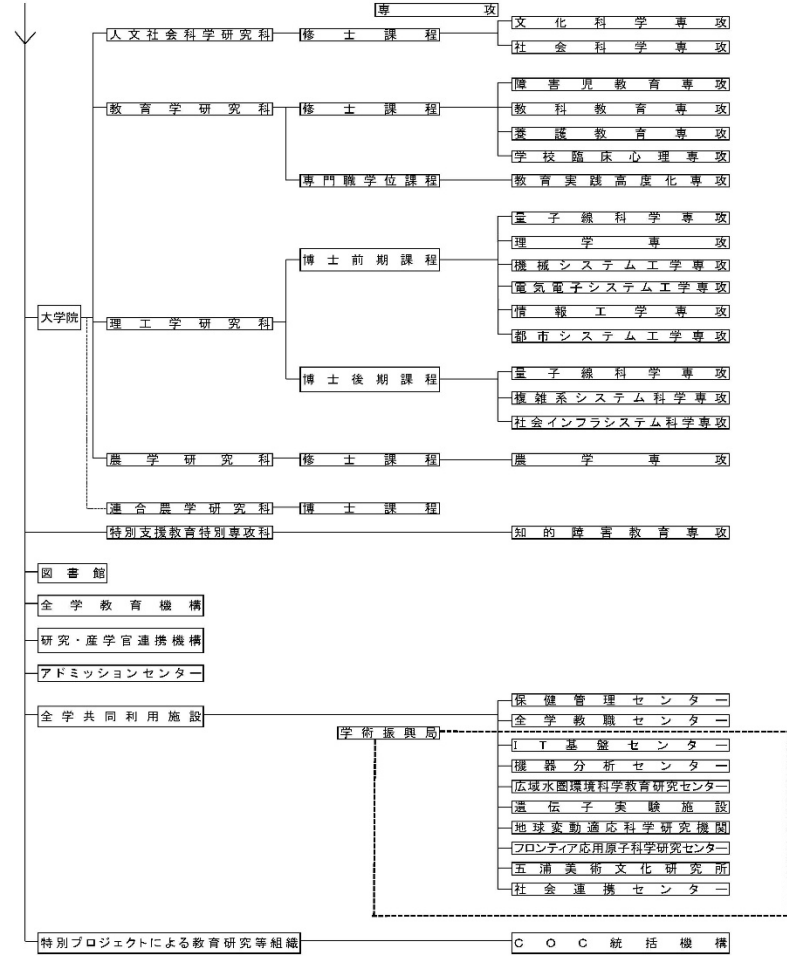 専攻
人文社会科学研究科 修士課程 文化科学専攻
社会科学専攻
教育学研究科 修士課程 障害児教育専攻
教科教育専攻
養護教育専攻
学校臨床心理専攻
専門職学位課程 教育実践高度化専攻
大学院 理工学研究科 博士前期課程 量子線科学専攻
理学専攻
機械システム工学専攻
電気電子システム工学専攻
情報工学専攻
都市システム工学専攻
博士後期課程 量子線科学専攻
複雑系システム科学専攻
社会インフラシステム科学専攻
農学研究科 修士課程 農学専攻
連合農学研究科 博士課程
特別支援教育特別専攻科 知的障害教育専攻
図書館
全学教育機構
研究・産学官連携機構
アドミッションセンター
全学共同利用施設 保健管理センター
全学教職センター
学術振興局
IT基盤センター
機器分析センター
広域水圏環境科学教育研究センター
遺伝子実験施設
地球変動適応科学研究機関
フロンティア応用原子科学研究センター
五浦美術文化研究所
社会連携センター
特別プロジェクトによる教育研究等組織 COC統括機構